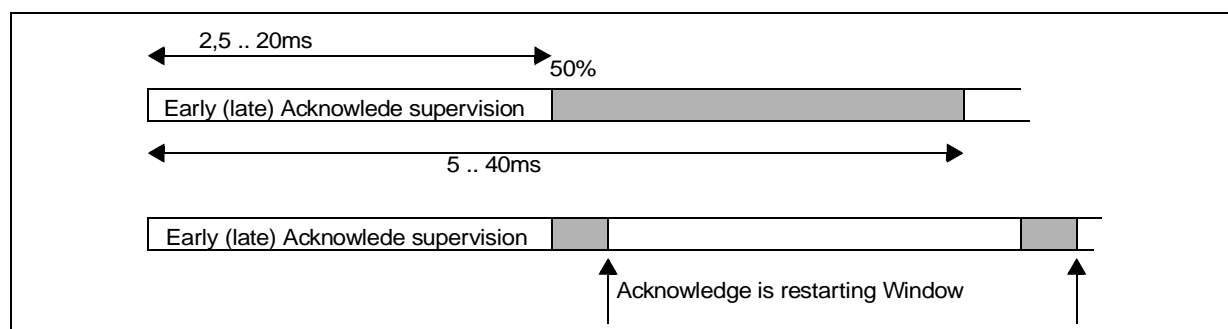 2,5 .. 20ms
50%
Early (late) Acknowlede supervision
5 .. 40ms
Early (late) Acknowlede supervision
Acknowledge is restarting Window